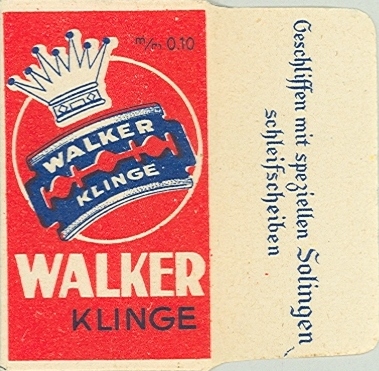 m/m 0.10
WALKER
KLINGE
WALKER
KLINGE
Geschliffen mit speziellen Solingen
schleifscheiben